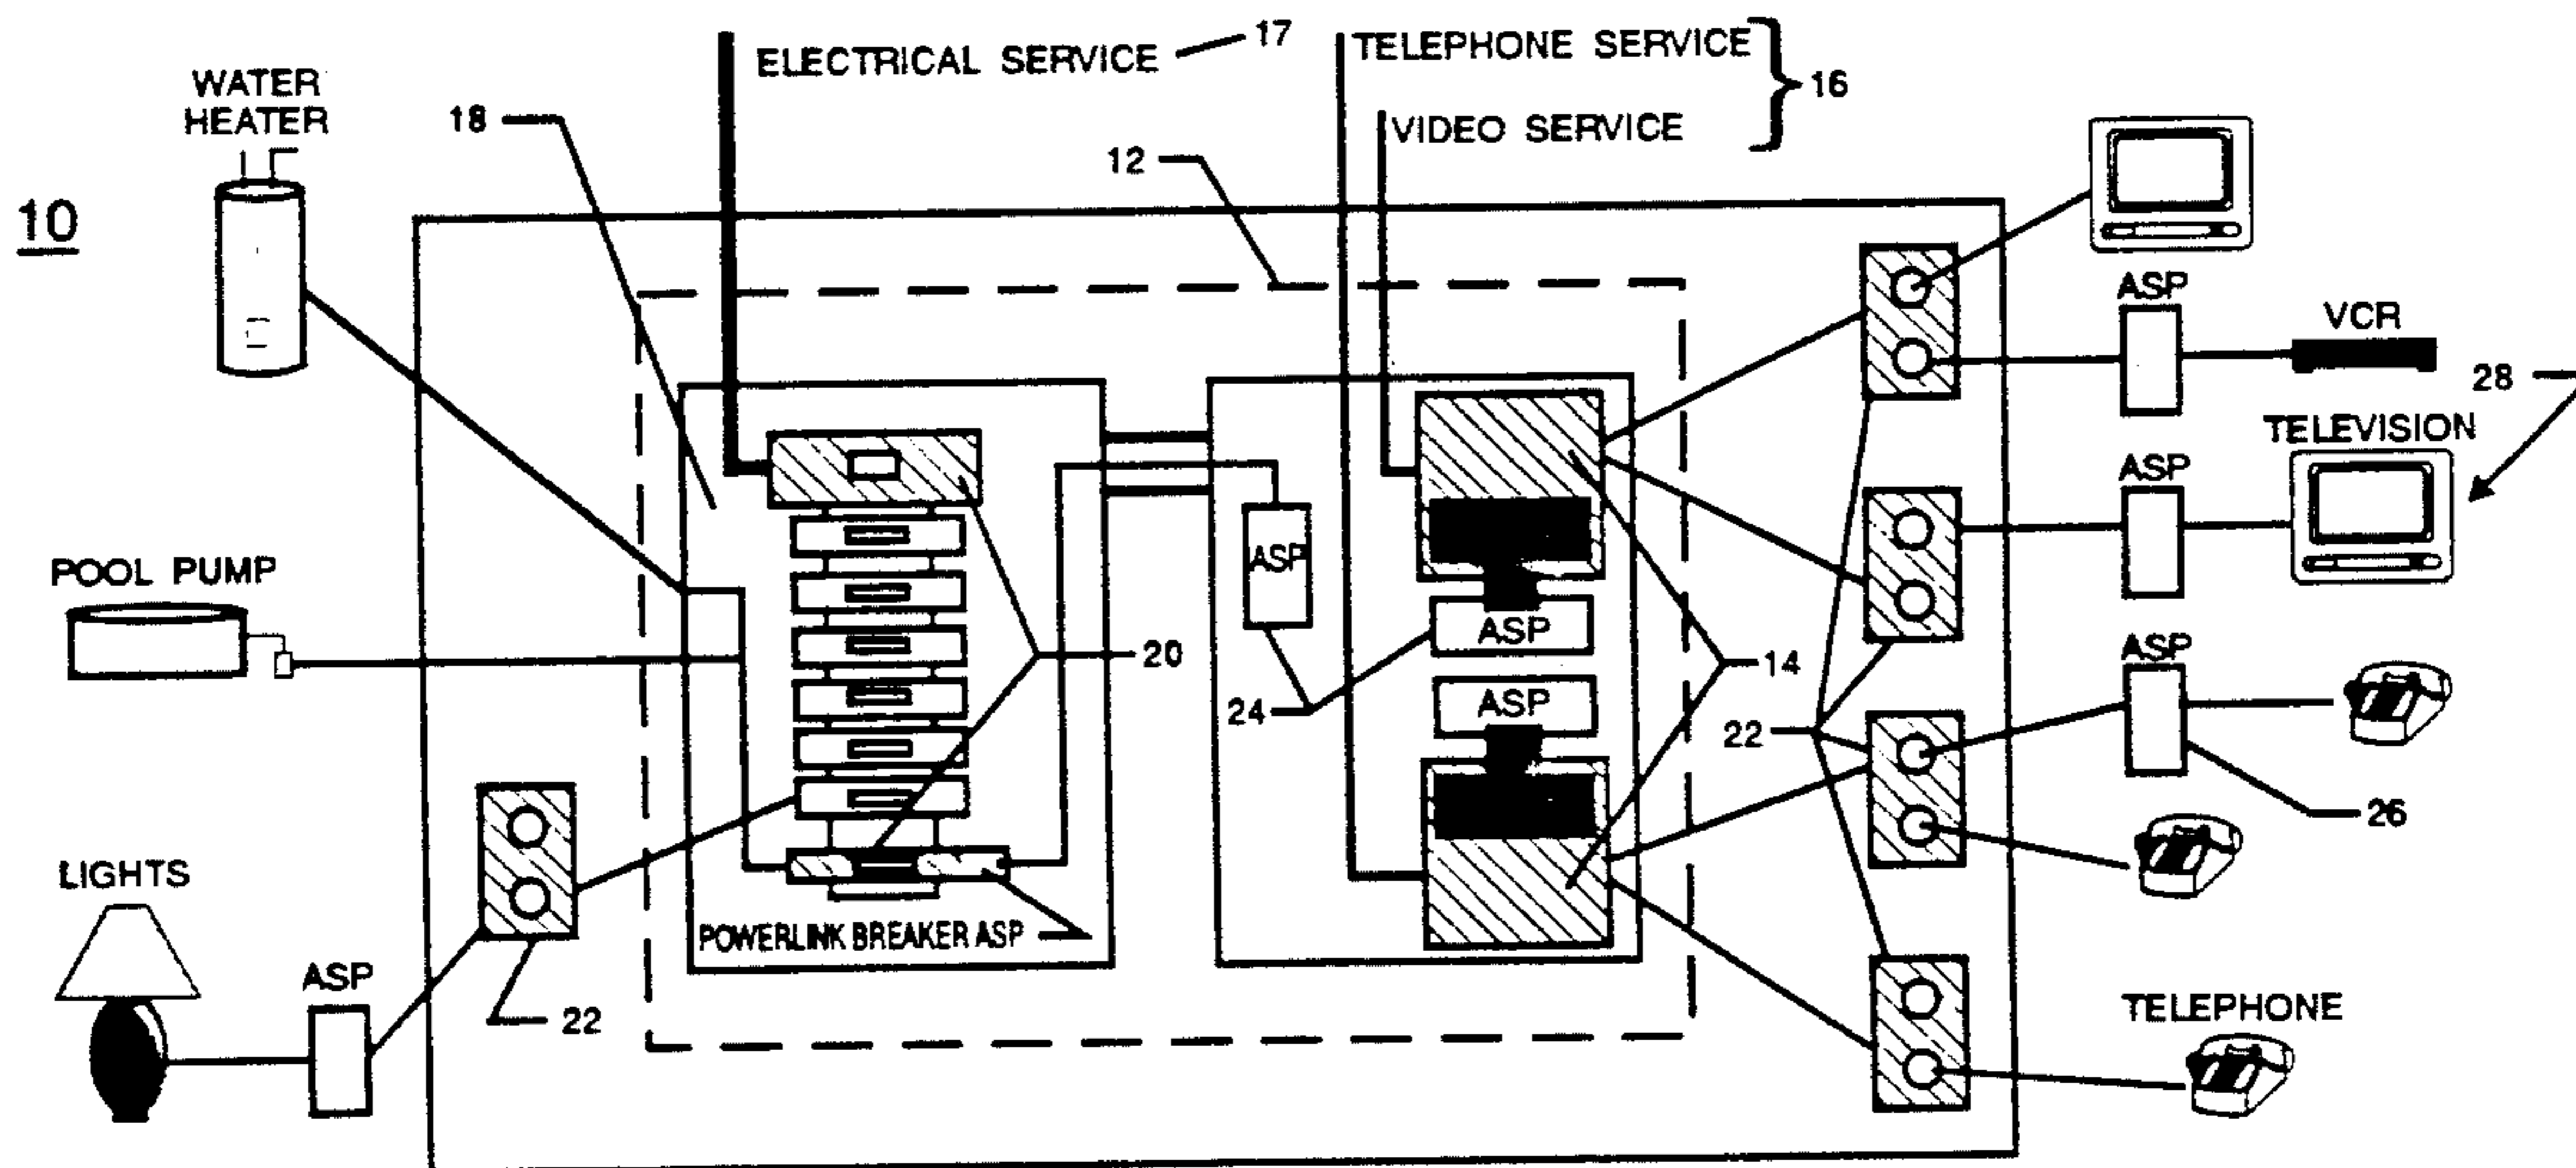 ELECTRICAL SERVICE 17
TELEPHONE SERVICE
VIDEO SERVICE
16
WATER
HEATER
18
12
10
ASP
VCR
28
TELEVISION
ASP
POOL PUMP
ASP
ASP
ASP
20
14
24
ASP
22
26
LIGHTS
POWERLINK BREAKER ASP
ASP
22
TELEPHONE